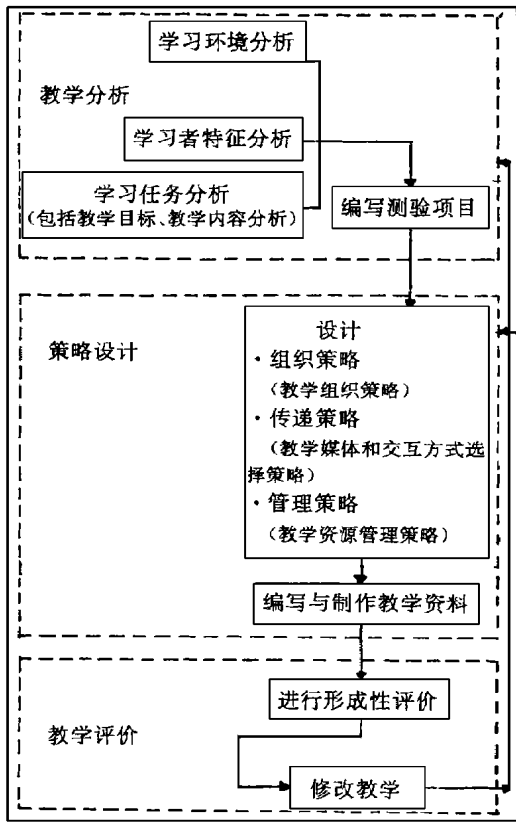 学习环境分析
教学分析
学习者特征分析
学习任务分析
(包括教学目标、教学内容分析)
编写测验项目
设计
策略设计
·组织策略
(教学组织策略)
·传递策略
(教学媒体和交互方式选
择策略)
·管理策略
(教学资源管理策略)
编写与制作教学资料
进行形成性评价
教学评价
修改教学